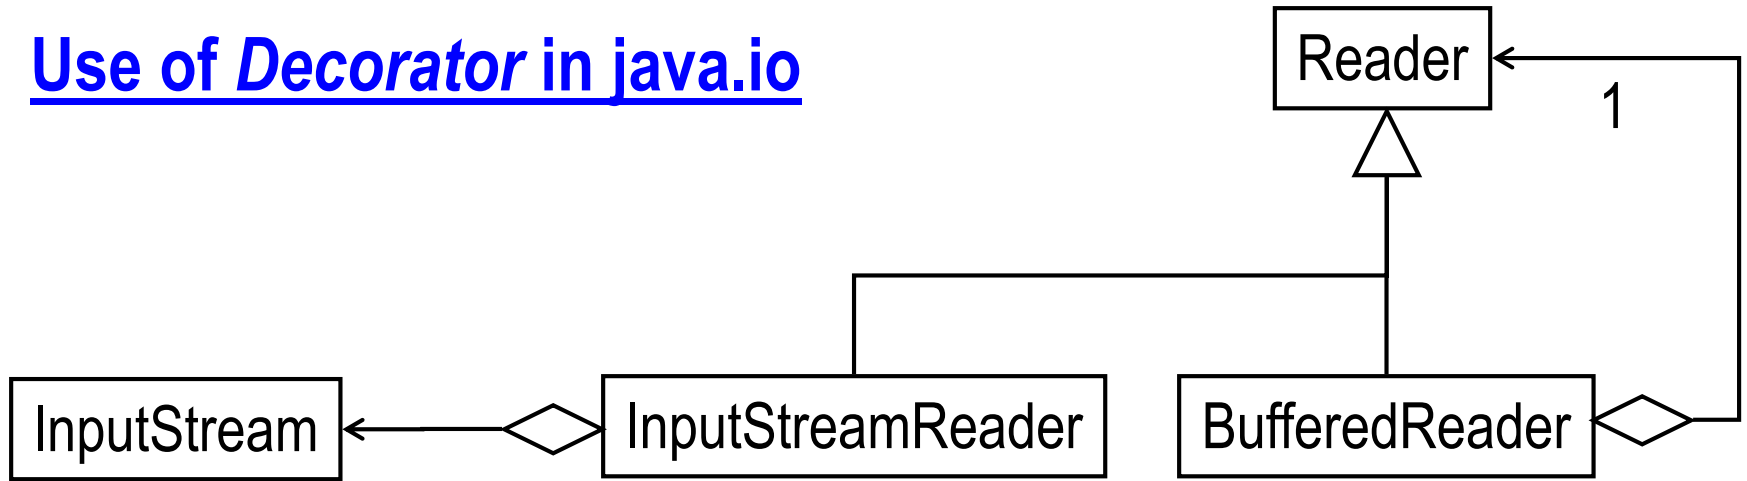 Use of Decorator in java.io
Reader
1
InputStream
InputStreamReader
BufferedReader